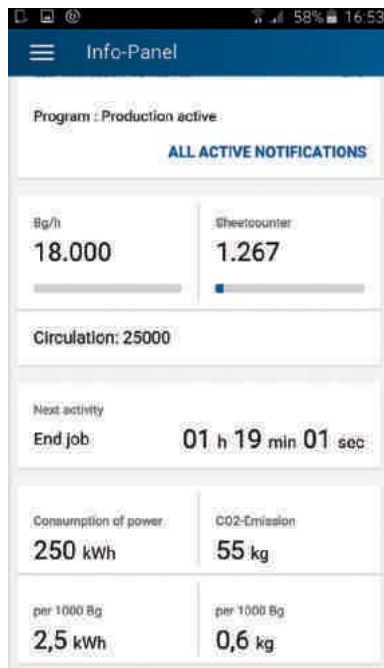 58% 16:53
Info-Panel
Program : Production active
ALL ACTIVE NOTIFICATIONS
Bg/h
Sheetcounter
18.000
1.267
Circulation: 25000
Next activity
End job
01 h 19 min 01 sec
Consumption of power
CO2-Emission
250 kWh
55 kg
per 1000 Bg
per 1000 Bg
2,5 kWh
0,6 kg